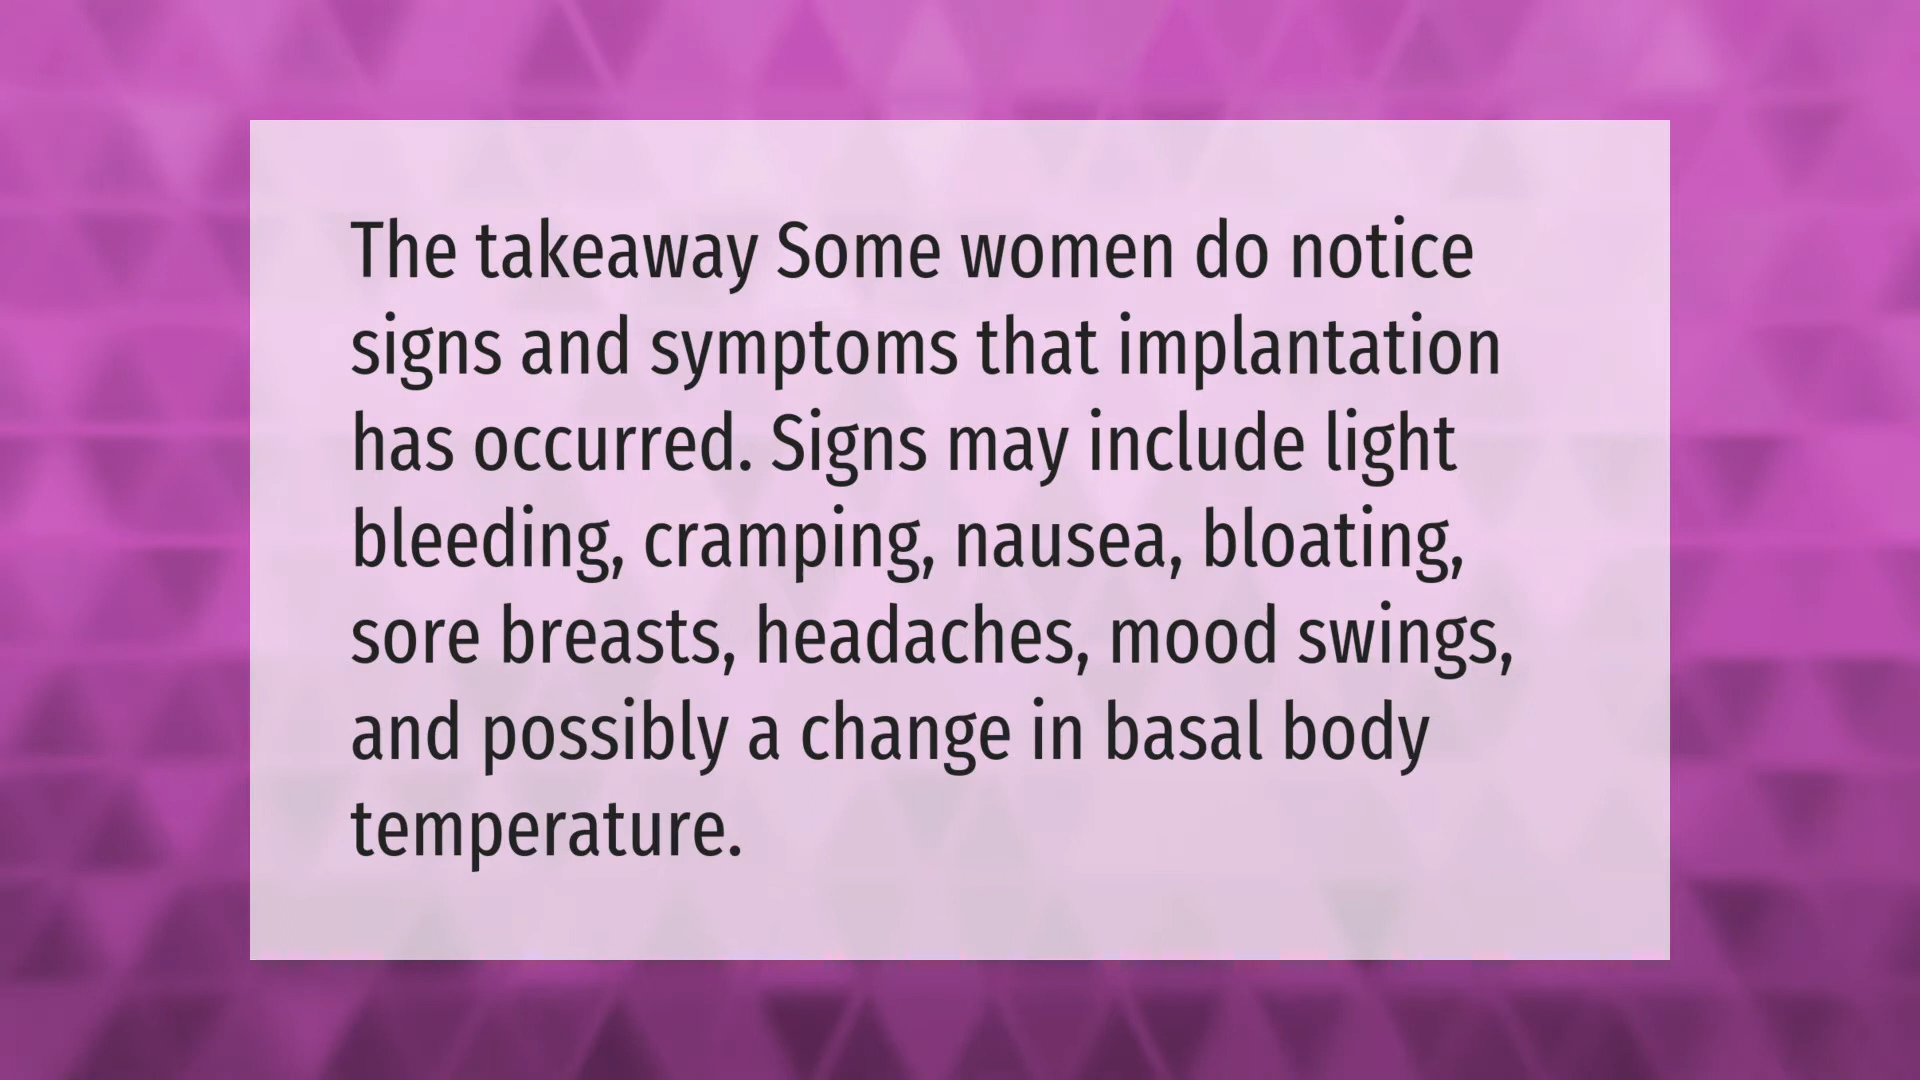 The takeaway Some women do notice
signs and symptoms that implantation
has occurred. Signs may include light
bleeding, cramping, nausea, bloating,
sore breasts, headaches, mood swings,
and possibly a change in basal body
temperature.